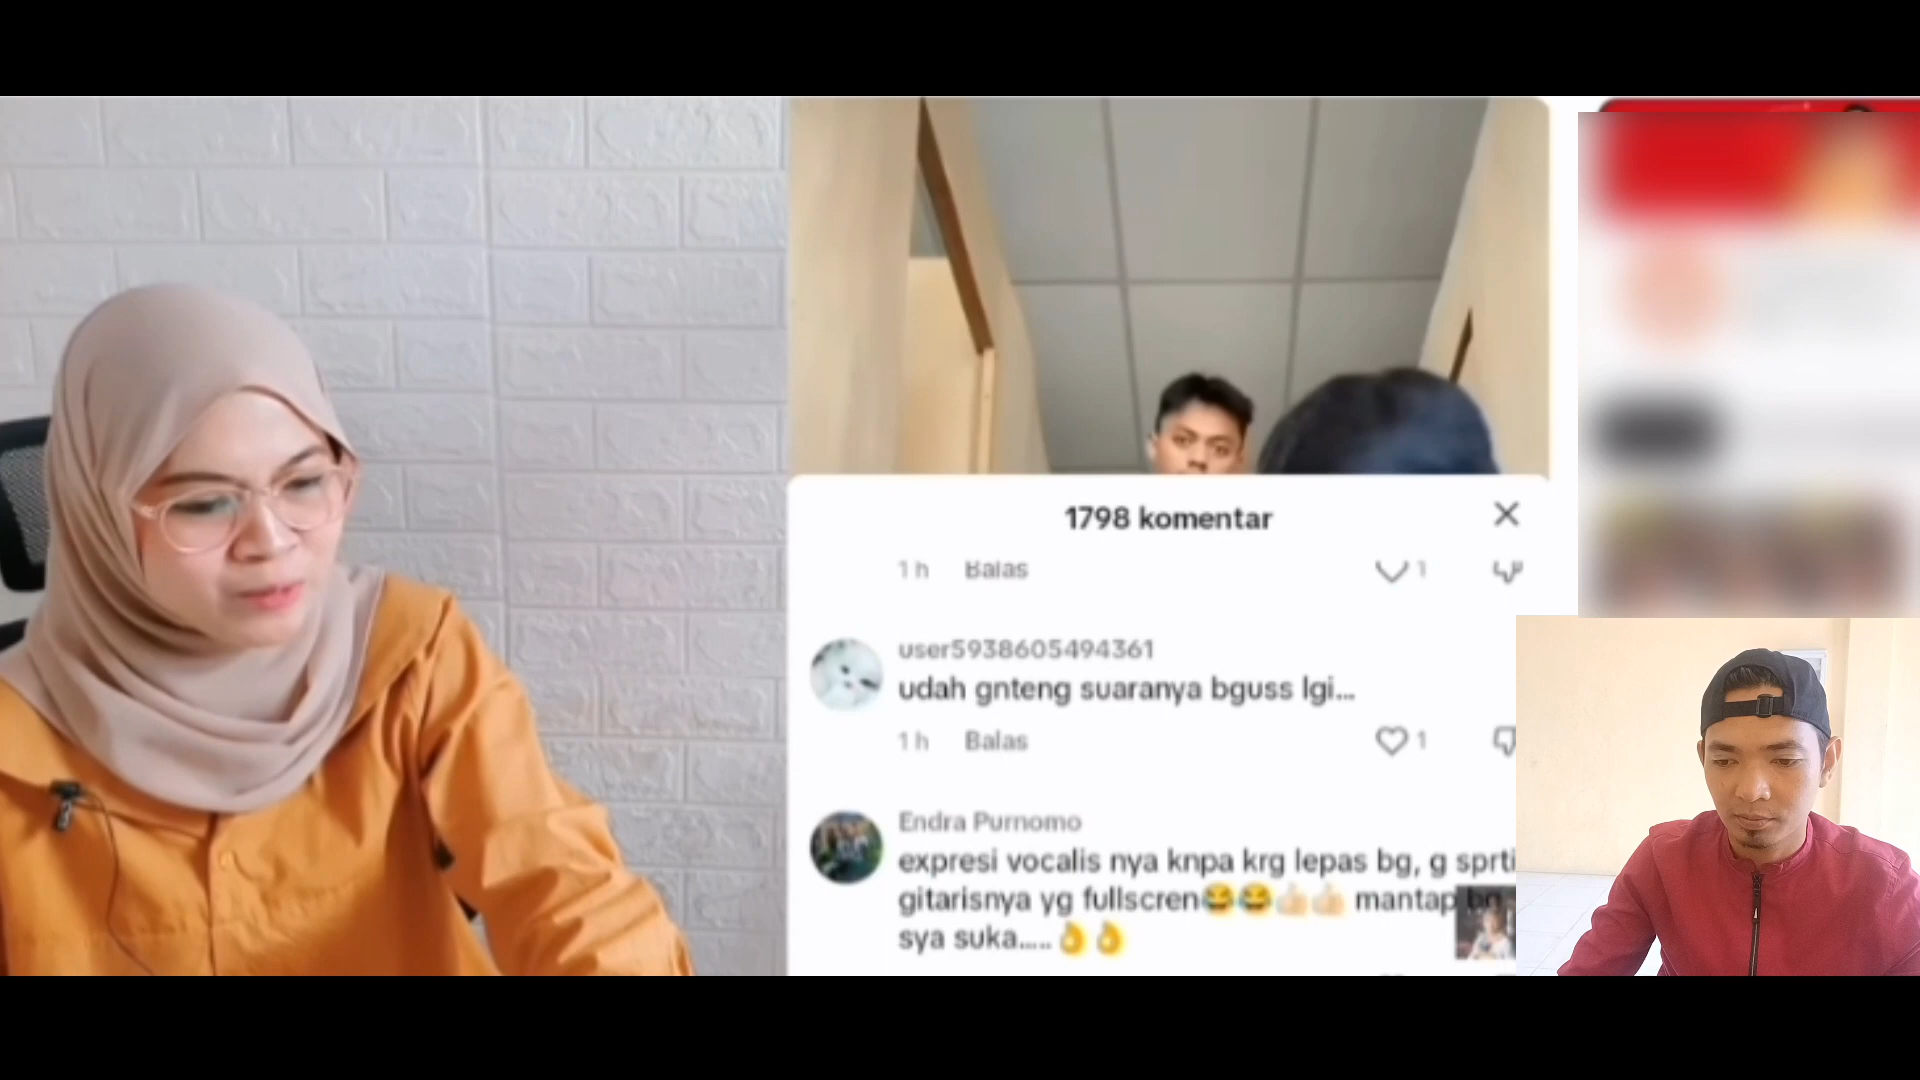 1798 komentar
1 h Balas 1
user5938605494361
udah gnteng suaranya bguss lgi...
1 h Balas 1
Endra Purnomo
expresi vocalis nya knpa krg lepas bg, g sprti
gitarisnya yg fullscren😂😂👍🏻👍🏻 mantap bg
sya suka.....👌👌